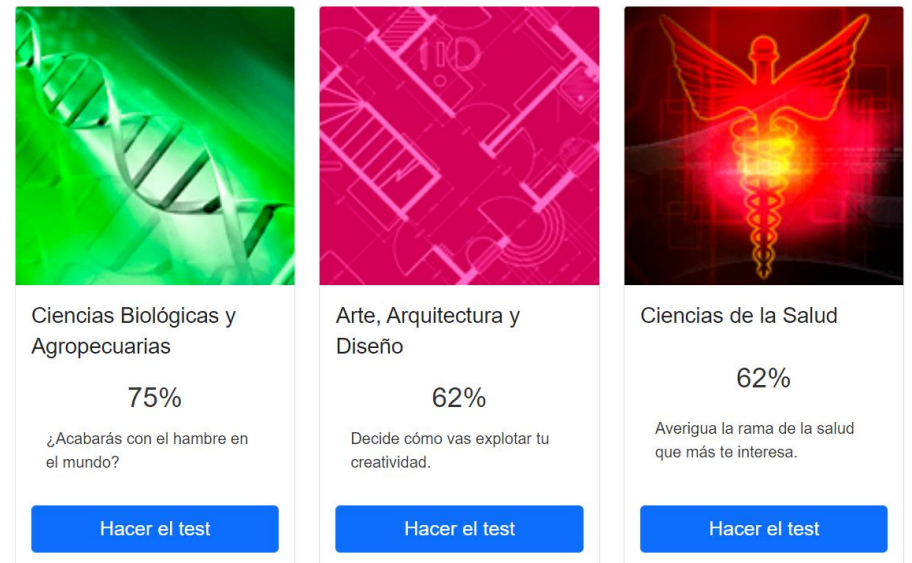 Ciencias Biológicas y
Agropecuarias
75%
¿Acabarás con el hambre en
el mundo?
Hacer el test
Arte, Arquitectura y
Diseño
62%
Decide cómo vas explotar tu
creatividad.
Hacer el test
Ciencias de la Salud
62%
Averigua la rama de la salud
que más te interesa.
Hacer el test